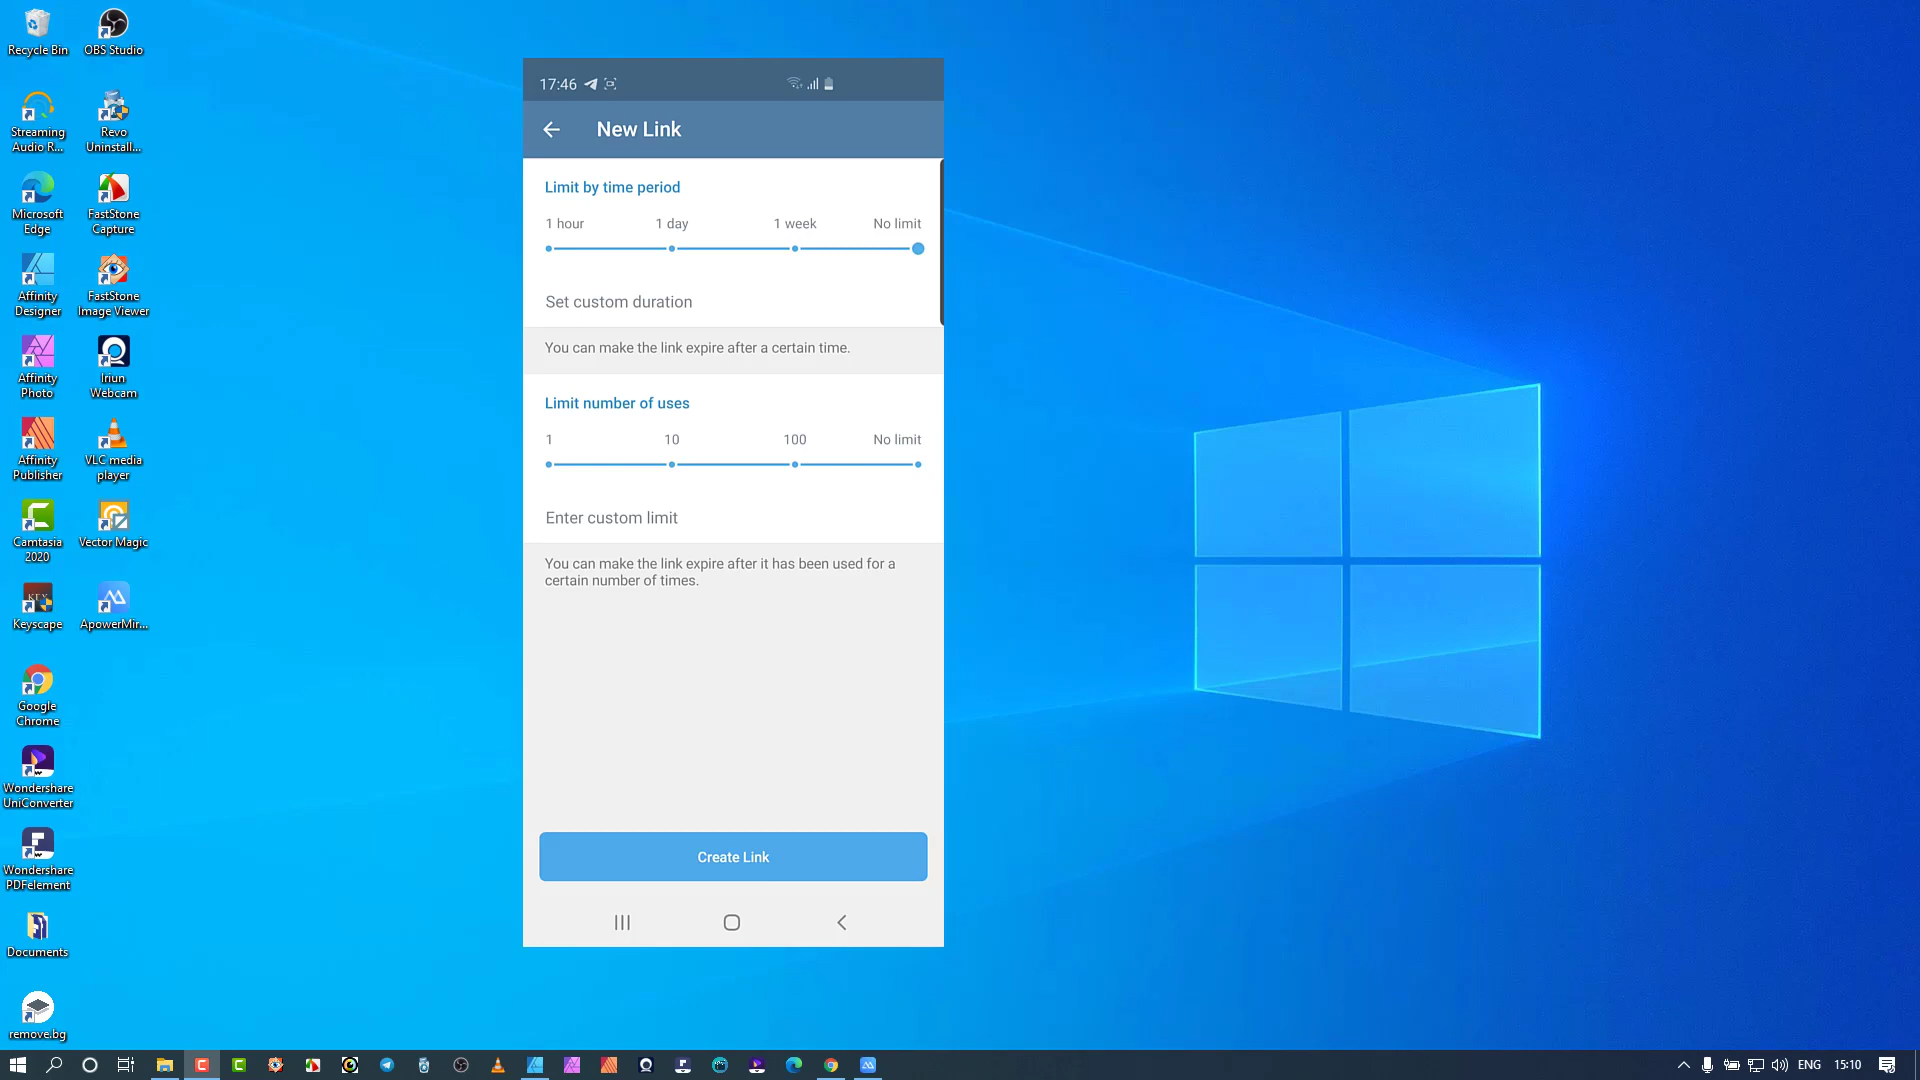 Recycle Bin
OBS Studio
Streaming
Audio R...
Revo
Uninstall...
Microsoft
Edge
FastStone
Capture
Affinity
Designer
FastStone
Image Viewer
Affinity
Photo
Iriun
Webcam
Affinity
Publisher
VLC media
player
Camtasia
2020
Vector Magic
KEY
Keyscape
ApowerMir...
Google
Chrome
Wondershare
UniConverter
Wondershare
PDFelement
Documents
remove.bg
17:46
New Link
Limit by time period
1 hour 1 day 1 week No limit
Set custom duration
You can make the link expire after a certain time.
Limit number of uses
1 10 100 No limit
Enter custom limit
You can make the link expire after it has been used for a
certain number of times.
Create Link
ENG 15:10